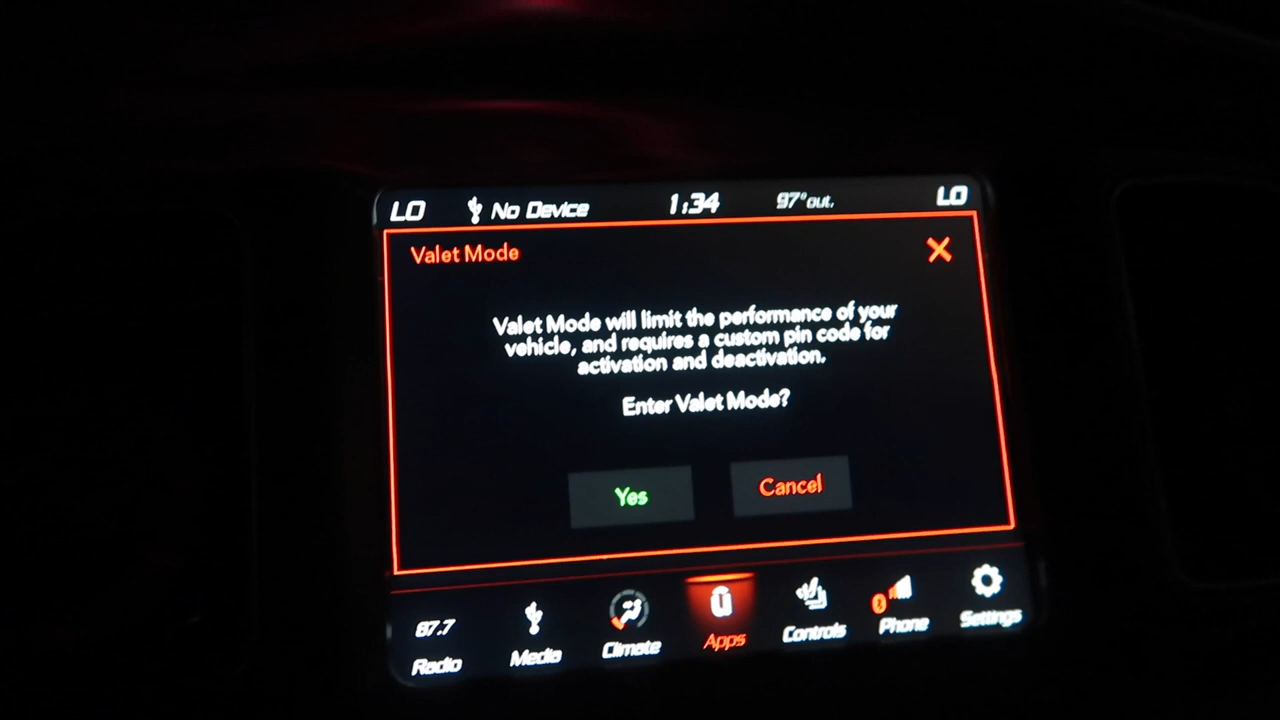 LO No Device 1:34 97° out. LO
Valet Mode
Valet Mode will limit the performance of your
vehicle, and requires a custom pin code for
activation and deactivation.
Enter Valet Mode?
Yes Cancel
87.7
Radio Media Climate Apps Controls Phone Settings